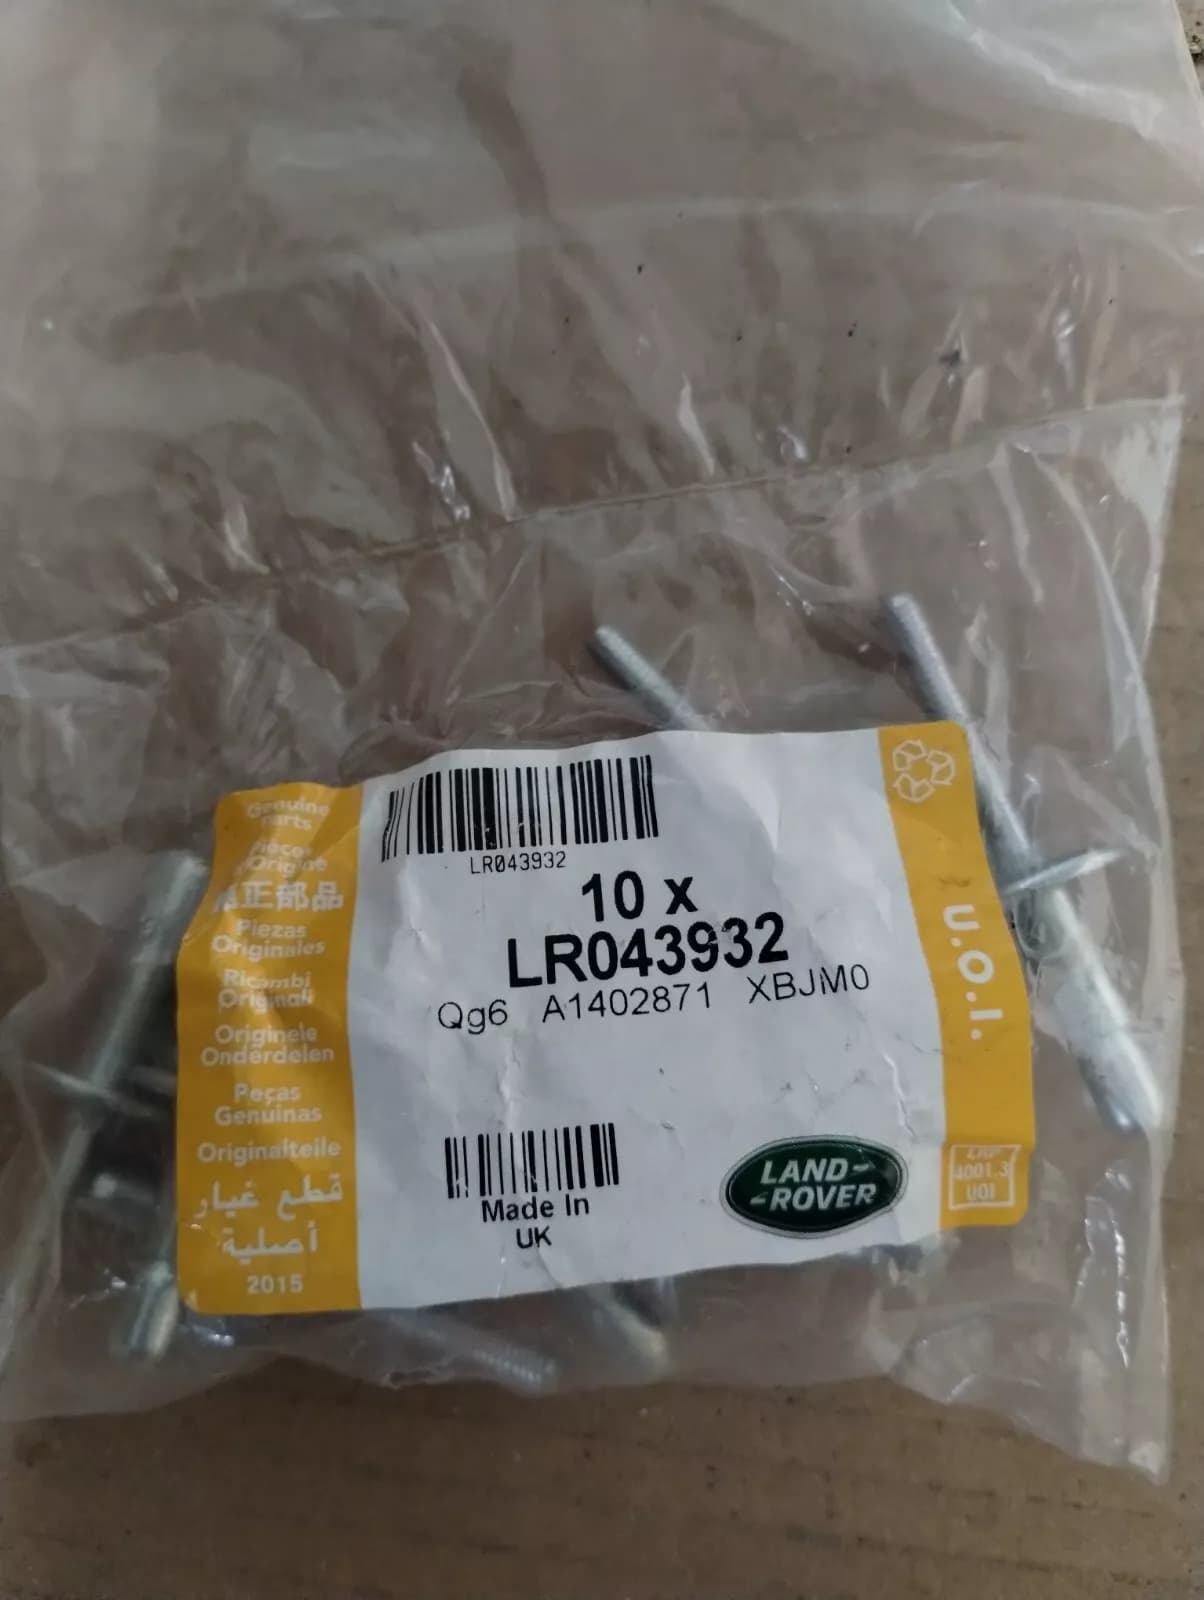 Genuine
parts
Pièces
d'Origine
純正部品
Piezas
Originales
Ricambi
Originali
Originele
Onderdelen
Peças
Genuinas
Originalteile
قطع غيار
أصلية
2015
LR043932
10 x
LR043932
Qg6 A1402871 XBJM0
Made In
UK
LAND-
-ROVER
u.o.i.
LRP
4001.3
UOI